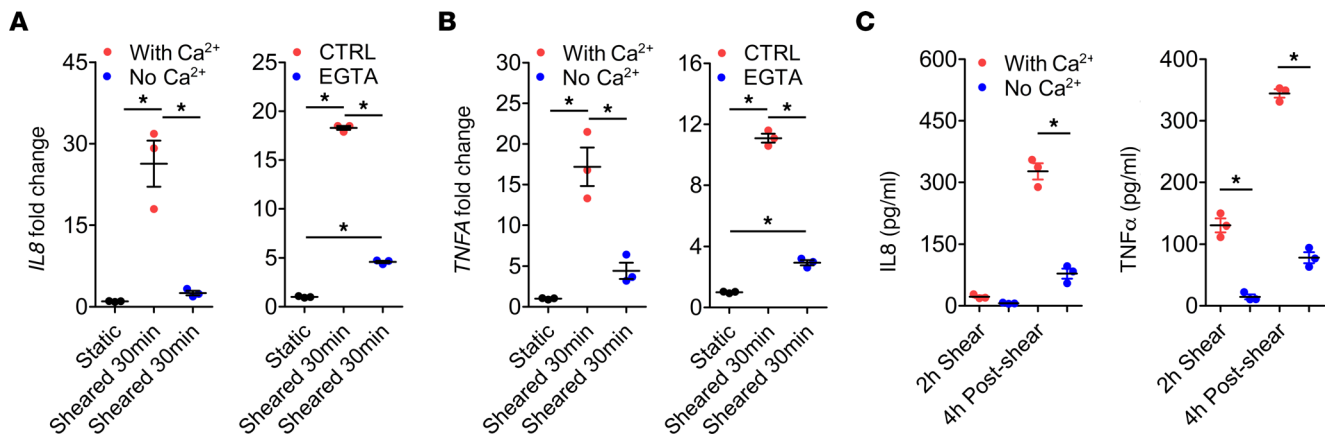 A
With Ca²⁺
No Ca²⁺
IL8 fold change
45
30
15
0
*
*
Static
Sheared 30min
Sheared 30min
CTRL
EGTA
25
20
15
10
5
0
*
*
*
Static
Sheared 30min
Sheared 30min
B
With Ca²⁺
No Ca²⁺
TNFA fold change
30
25
20
15
10
5
0
*
*
Static
Sheared 30min
Sheared 30min
CTRL
EGTA
16
12
8
4
0
*
*
*
Static
Sheared 30min
Sheared 30min
C
With Ca²⁺
No Ca²⁺
IL8 (pg/ml)
600
450
300
150
0
*
2h Shear
4h Post-shear
TNFα (pg/ml)
400
300
200
100
0
*
*
2h Shear
4h Post-shear